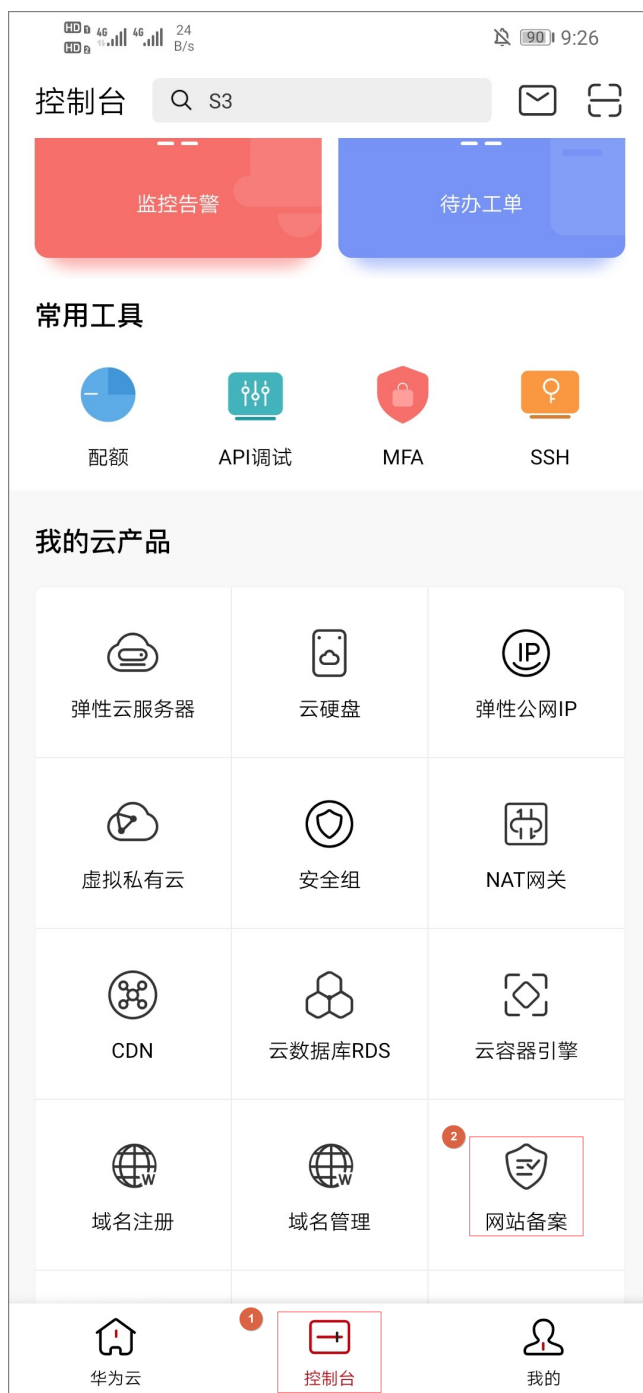 HD 1 4G 4G 24
HD 2 B/s 90 9:26
控制台 S3
监控告警 待办工单
常用工具
配额 API调试 MFA SSH
我的云产品
IP
弹性云服务器 云硬盘 弹性公网IP
虚拟私有云 安全组 NAT网关
CDN 云数据库RDS 云容器引擎
2
W W
域名注册 域名管理 网站备案
1
华为云 控制台 我的